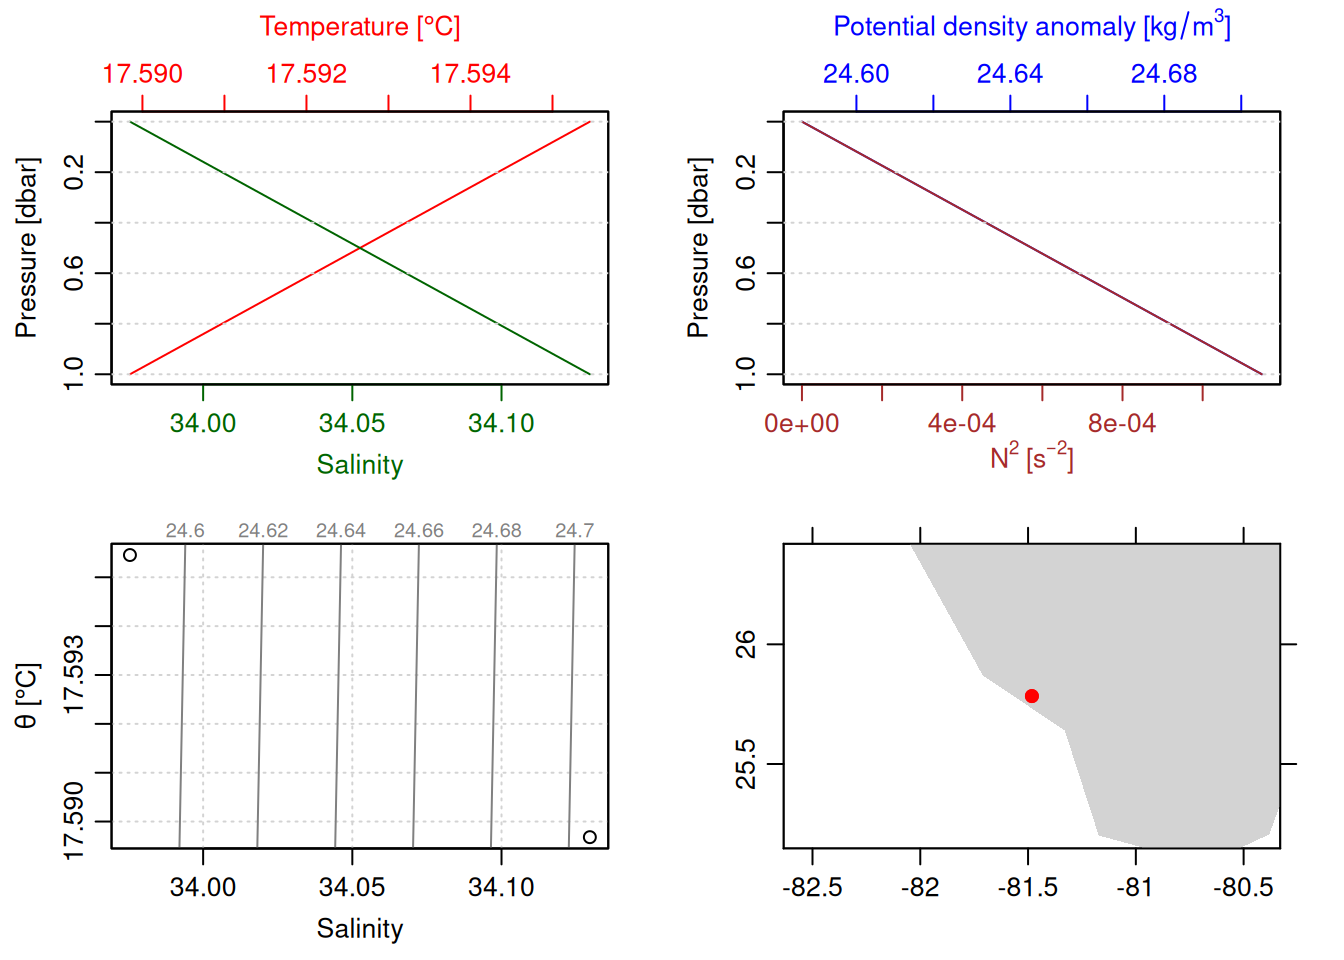 Temperature [°C]
17.590 17.592 17.594
Pressure [dbar]
0.2
0.6
1.0
34.00 34.05 34.10
Salinity
Potential density anomaly [kg/m³]
24.60 24.64 24.68
Pressure [dbar]
0.2
0.6
1.0
0e+00 4e-04 8e-04
N² [s⁻²]
24.6 24.62 24.64 24.66 24.68 24.7
θ [°C]
17.593
17.590
34.00 34.05 34.10
Salinity
26
25.5
-82.5 -82 -81.5 -81 -80.5